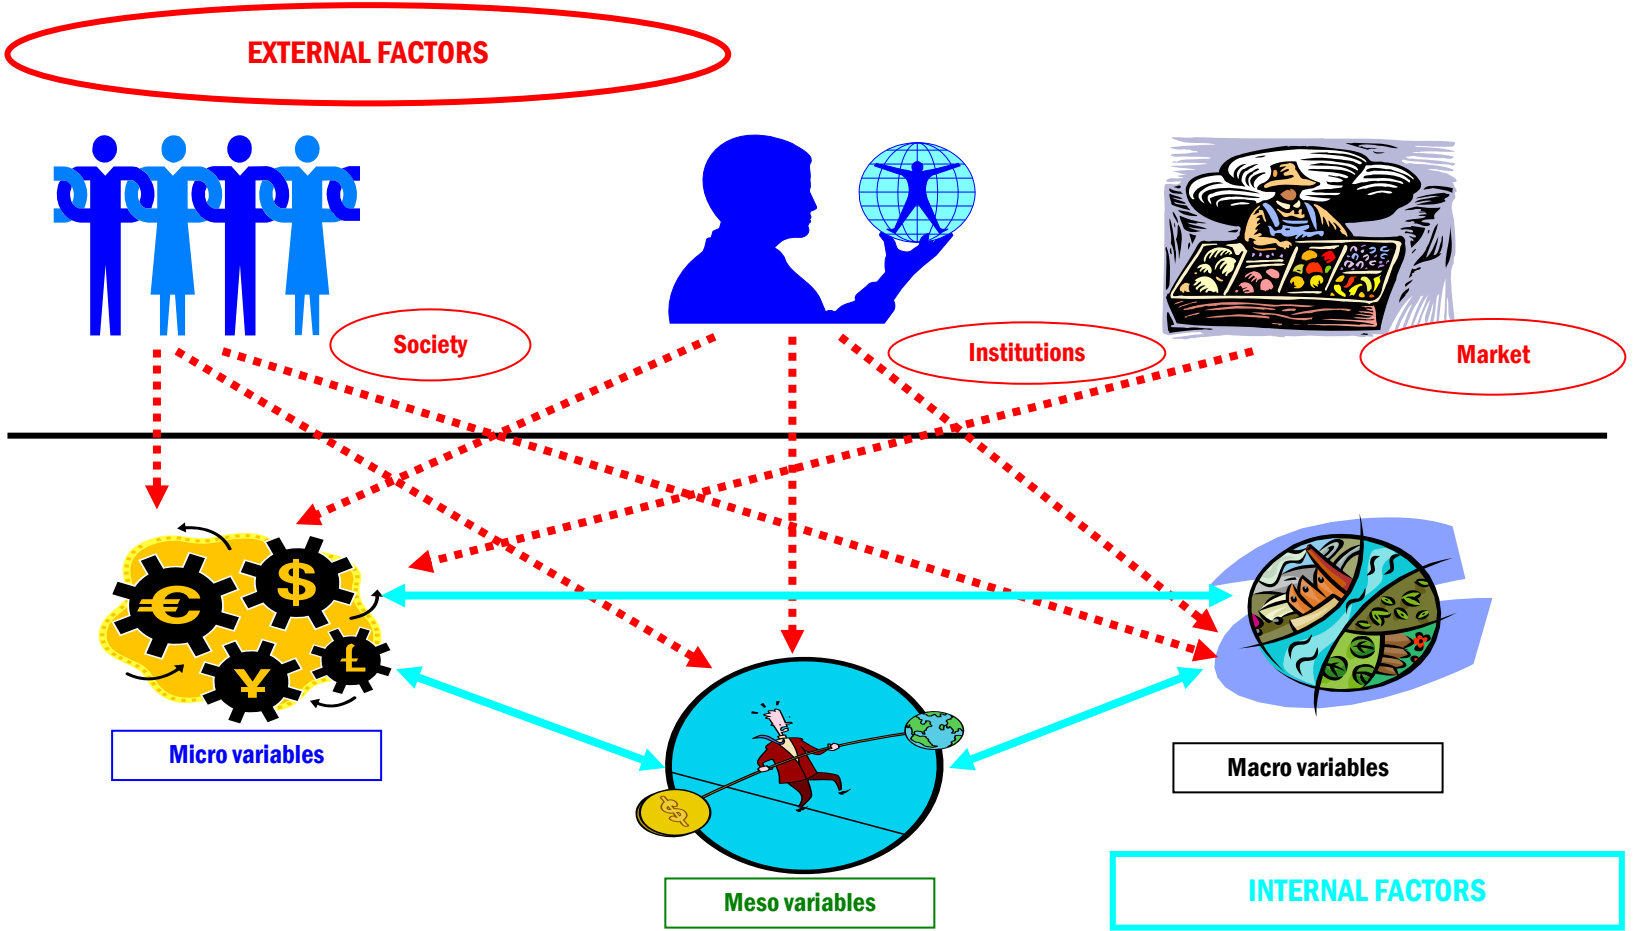 EXTERNAL FACTORS
Society
Institutions
Market
€
$
¥
£
$
Micro variables
Macro variables
Meso variables
INTERNAL FACTORS